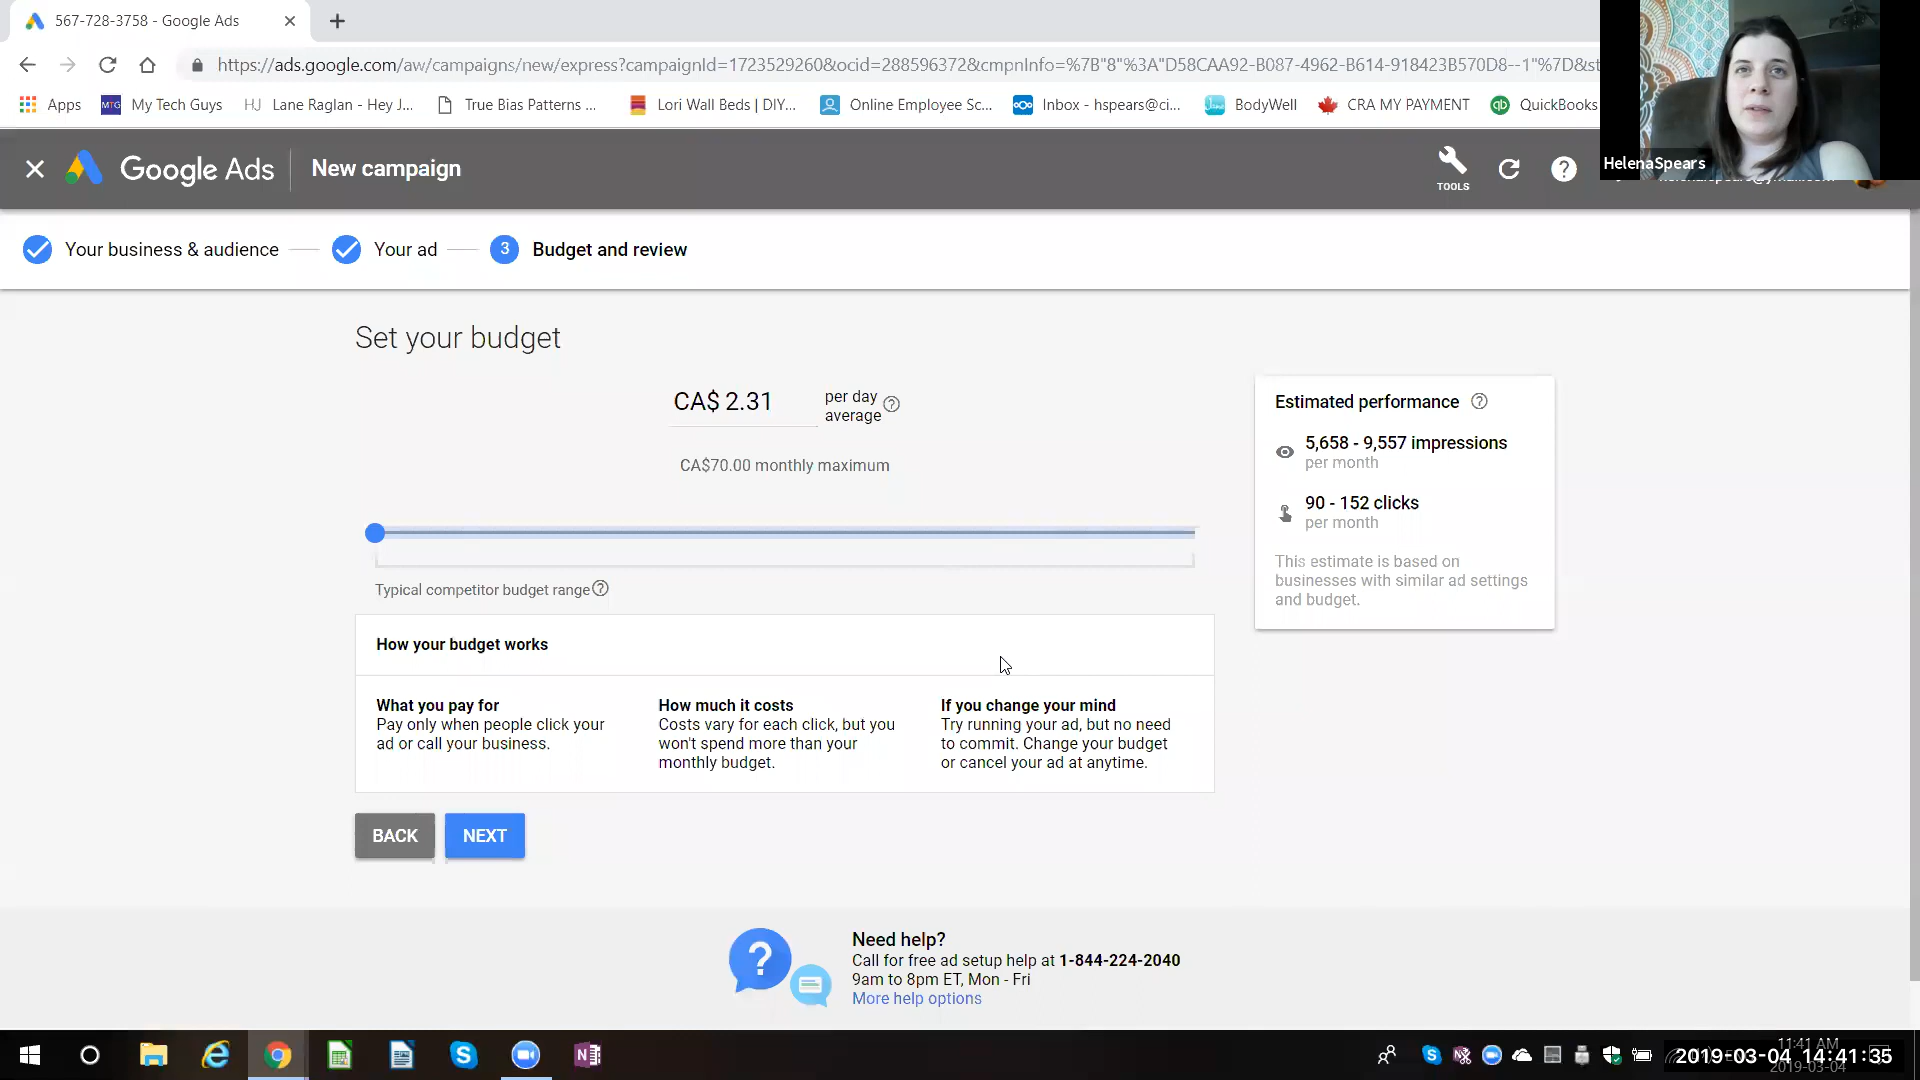 567-728-3758 - Google Ads
https://ads.google.com/aw/campaigns/new/express?campaignId=1723529260&ocid=288596372&cmpnInfo=%7B"8"%3A"D58CAA92-B087-4962-B614-918423B570D8--1"%7D&st
Apps
My Tech Guys
Lane Raglan - Hey J...
True Bias Patterns ...
Lori Wall Beds | DIY...
Online Employee Sc...
Inbox - hspears@ci...
BodyWell
CRA MY PAYMENT
QuickBooks
HelenaSpears
Google Ads
New campaign
TOOLS
Your business & audience
Your ad
3
Budget and review
Set your budget
CA$ 2.31
per day
average
CA$70.00 monthly maximum
Typical competitor budget range
Estimated performance
5,658 - 9,557 impressions
per month
90 - 152 clicks
per month
This estimate is based on
businesses with similar ad settings
and budget.
How your budget works
What you pay for
Pay only when people click your
ad or call your business.
How much it costs
Costs vary for each click, but you
won't spend more than your
monthly budget.
If you change your mind
Try running your ad, but no need
to commit. Change your budget
or cancel your ad at anytime.
BACK
NEXT
Need help?
Call for free ad setup help at 1-844-224-2040
9am to 8pm ET, Mon - Fri
More help options
11:41 AM
2019-03-04 14:41:35
2019-03-04